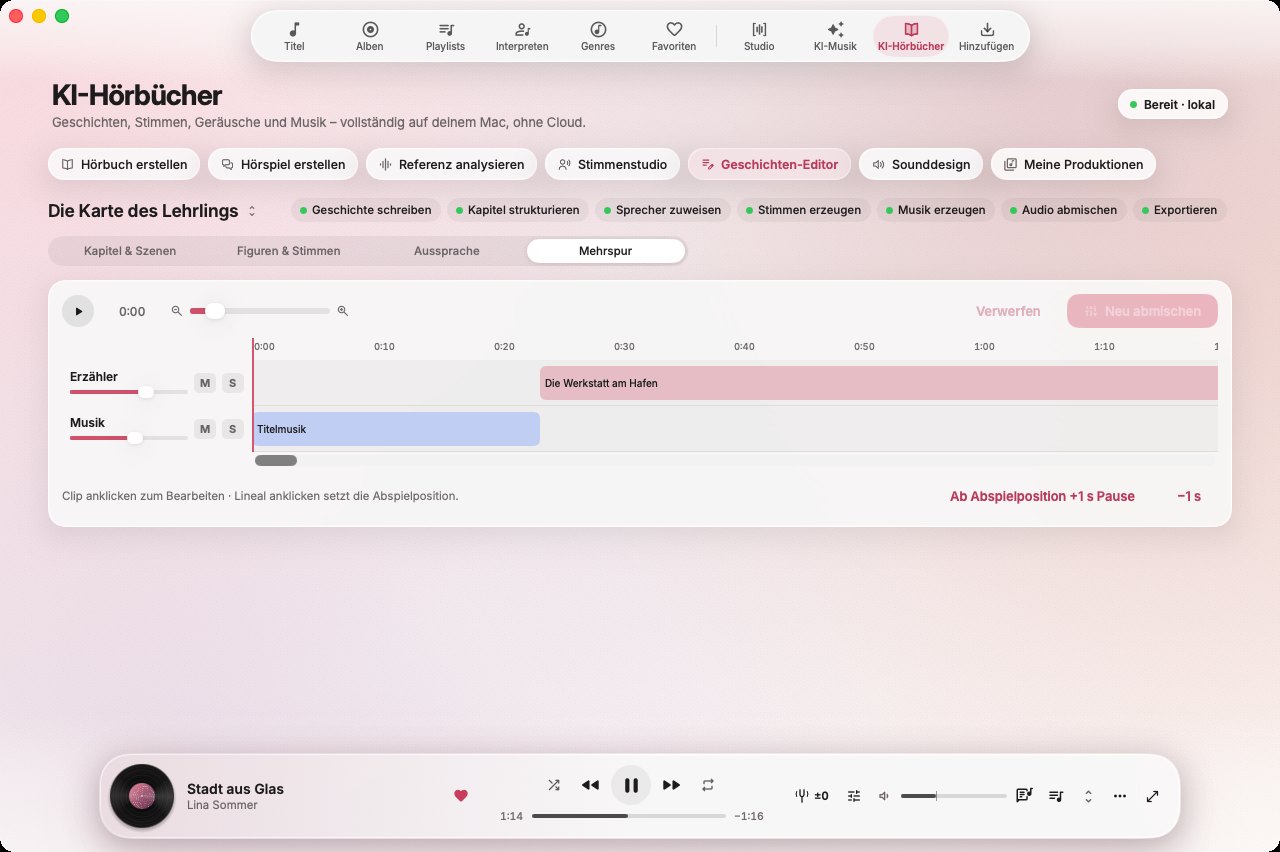 Titel
Alben
Playlists
Interpreten
Genres
Favoriten
Studio
KI-Musik
KI-Hörbücher
Hinzufügen
KI-Hörbücher
Geschichten, Stimmen, Geräusche und Musik – vollständig auf deinem Mac, ohne Cloud.
Bereit · lokal
Hörbuch erstellen
Hörspiel erstellen
Referenz analysieren
Stimmenstudio
Geschichten-Editor
Sounddesign
Meine Produktionen
Die Karte des Lehrlings
Geschichte schreiben
Kapitel strukturieren
Sprecher zuweisen
Stimmen erzeugen
Musik erzeugen
Audio abmischen
Exportieren
Kapitel & Szenen
Figuren & Stimmen
Aussprache
Mehrspur
0:00
Verwerfen
Neu abmischen
0:00
0:10
0:20
0:30
0:40
0:50
1:00
1:10
1
Erzähler
M
S
Die Werkstatt am Hafen
Musik
M
S
Titelmusik
Clip anklicken zum Bearbeiten · Lineal anklicken setzt die Abspielposition.
Ab Abspielposition +1 s Pause
−1 s
Stadt aus Glas
Lina Sommer
1:14
−1:16
±0